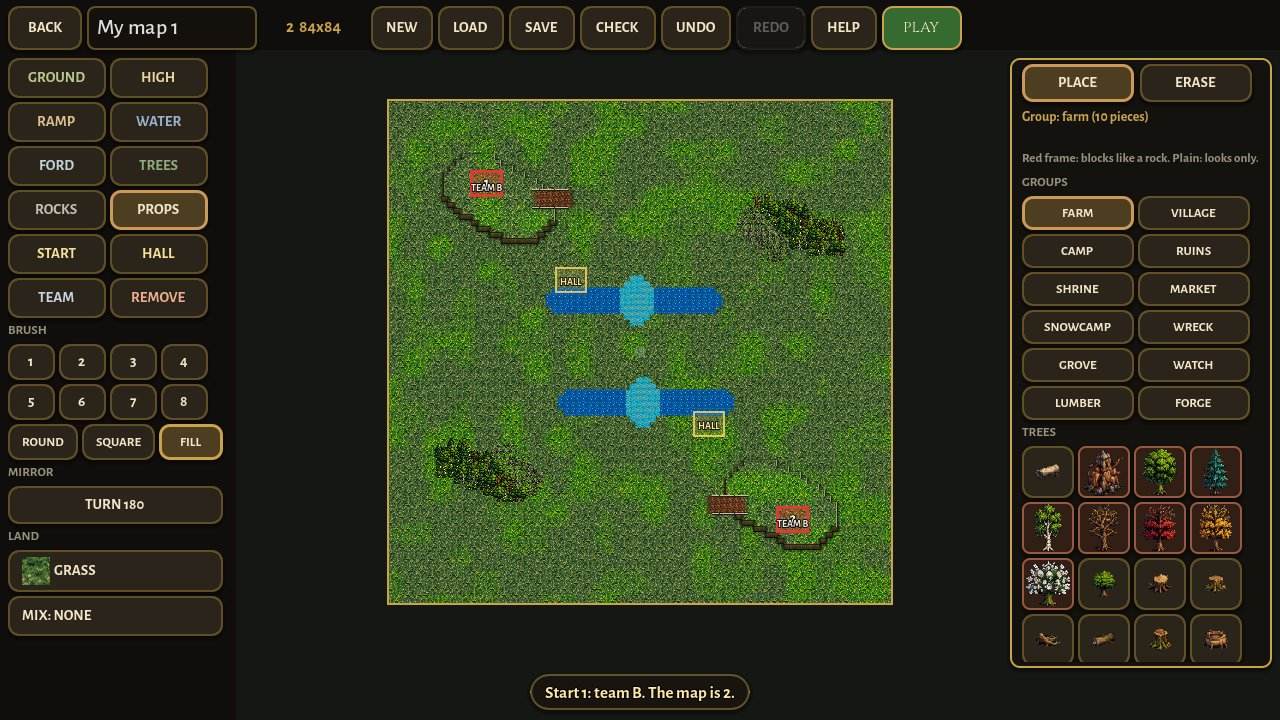 BACK
My map 1
2 84x84
NEW
LOAD
SAVE
CHECK
UNDO
REDO
HELP
PLAY
GROUND
HIGH
RAMP
WATER
FORD
TREES
ROCKS
PROPS
START
HALL
TEAM
REMOVE
BRUSH
1
2
3
4
5
6
7
8
ROUND
SQUARE
FILL
MIRROR
TURN 180
LAND
GRASS
MIX: NONE
1
TEAM B
HALL
HALL
2
TEAM B
Start 1: team B. The map is 2.
PLACE
ERASE
Group: farm (10 pieces)
Red frame: blocks like a rock. Plain: looks only.
GROUPS
FARM
VILLAGE
CAMP
RUINS
SHRINE
MARKET
SNOWCAMP
WRECK
GROVE
WATCH
LUMBER
FORGE
TREES